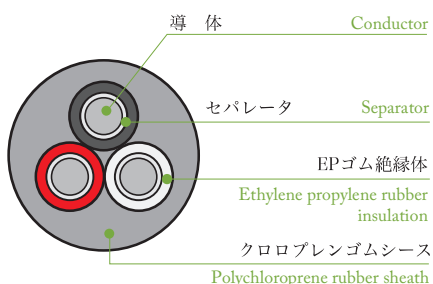 導　体
Conductor
セパレータ
Separator
EPゴム絶縁体
Ethylene propylene rubber
insulation
クロロプレンゴムシース
Polychloroprene rubber sheath